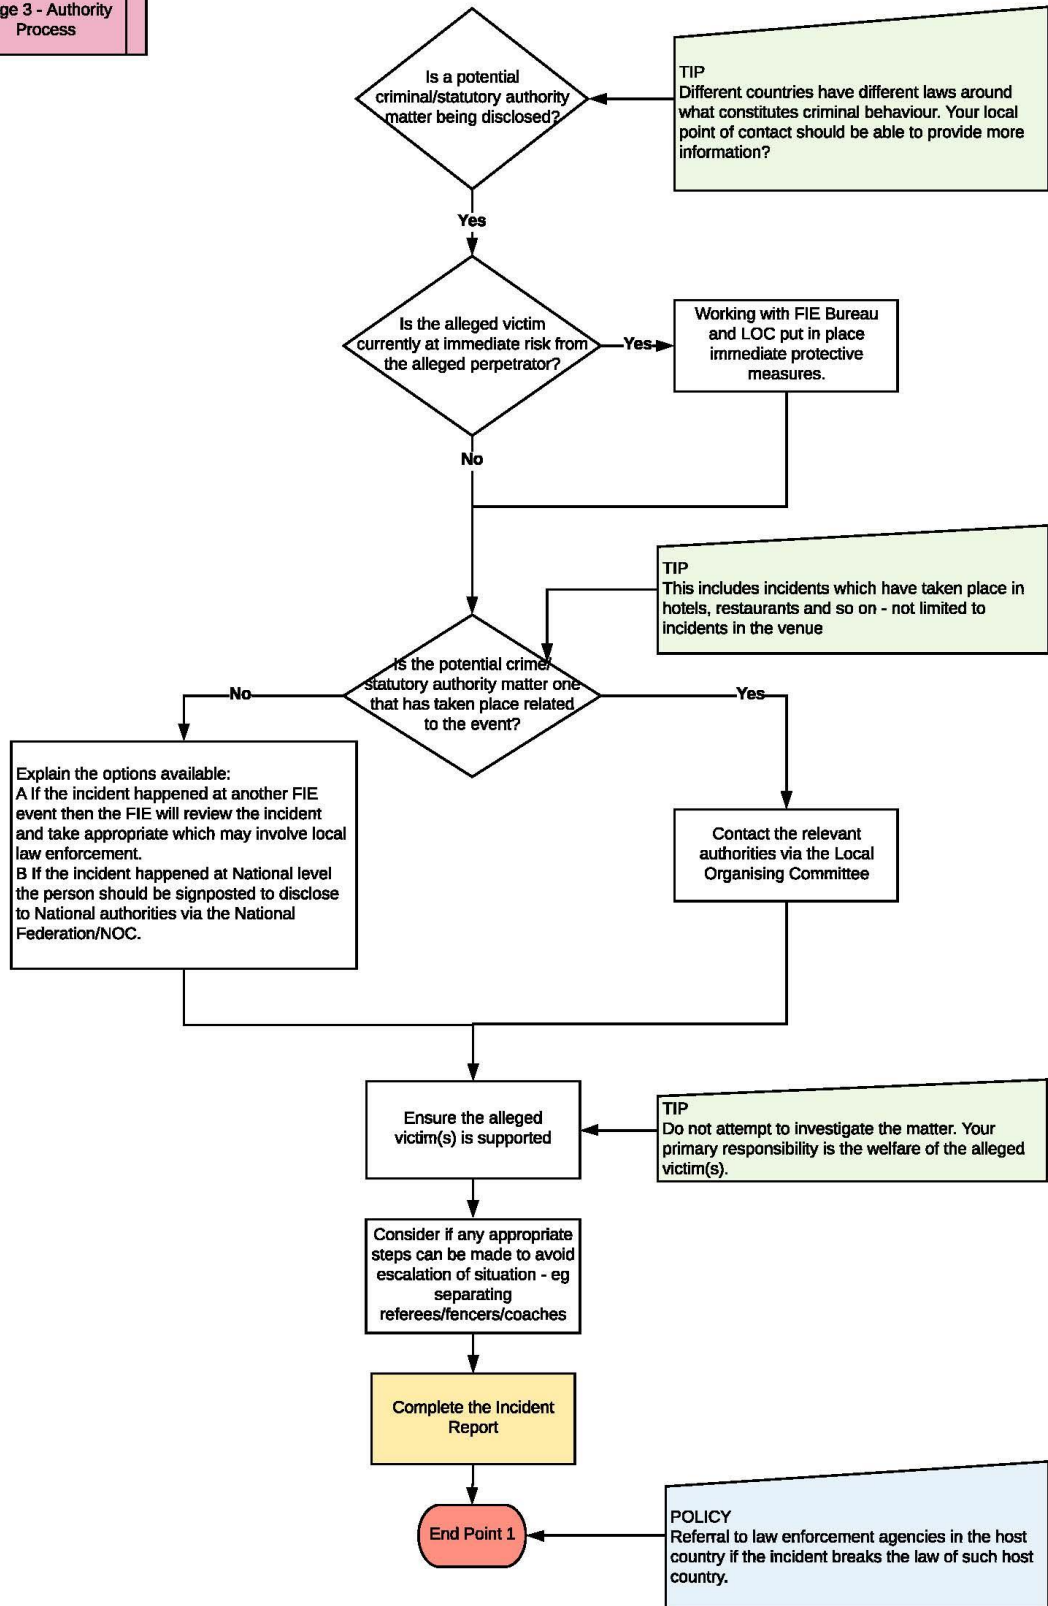 ge 3 - Authority
Process
Is a potential
criminal/statutory authority
matter being disclosed?
TIP
Different countries have different laws around
what constitutes criminal behaviour. Your local
point of contact should be able to provide more
information?
Yes
Is the alleged victim
currently at immediate risk from
the alleged perpetrator?
Yes
Working with FIE Bureau
and LOC put in place
immediate protective
measures.
No
TIP
This includes incidents which have taken place in
hotels, restaurants and so on - not limited to
incidents in the venue
Is the potential crime/
statutory authority matter one
that has taken place related
to the event?
No
Yes
Explain the options available:
A If the incident happened at another FIE
event then the FIE will review the incident
and take appropriate which may involve local
law enforcement.
B If the incident happened at National level
the person should be signposted to disclose
to National authorities via the National
Federation/NOC.
Contact the relevant
authorities via the Local
Organising Committee
Ensure the alleged
victim(s) is supported
TIP
Do not attempt to investigate the matter. Your
primary responsibility is the welfare of the alleged
victim(s).
Consider if any appropriate
steps can be made to avoid
escalation of situation - eg
separating
referees/fencers/coaches
Complete the Incident
Report
End Point 1
POLICY
Referral to law enforcement agencies in the host
country if the incident breaks the law of such host
country.